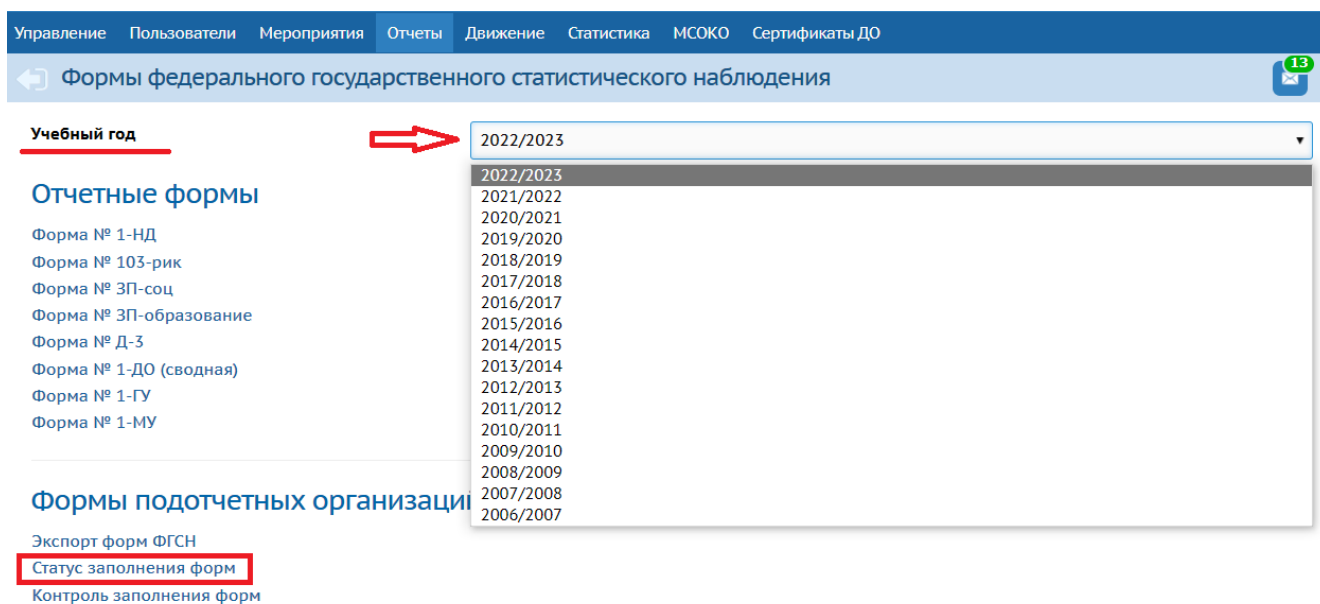 Управление Пользователи Мероприятия Отчеты Движение Статистика МСОКО Сертификаты ДО
Формы федерального государственного статистического наблюдения
13
Учебный год
2022/2023
2022/2023
2021/2022
2020/2021
2019/2020
2018/2019
2017/2018
2016/2017
2015/2016
2014/2015
2013/2014
2012/2013
2011/2012
2010/2011
2009/2010
2008/2009
2007/2008
2006/2007
Отчетные формы
Форма № 1-НД
Форма № 103-рик
Форма № ЗП-соц
Форма № ЗП-образование
Форма № Д-3
Форма № 1-ДО (сводная)
Форма № 1-ГУ
Форма № 1-МУ
Формы подотчетных организаций
Экспорт форм ФГСН
Статус заполнения форм
Контроль заполнения форм